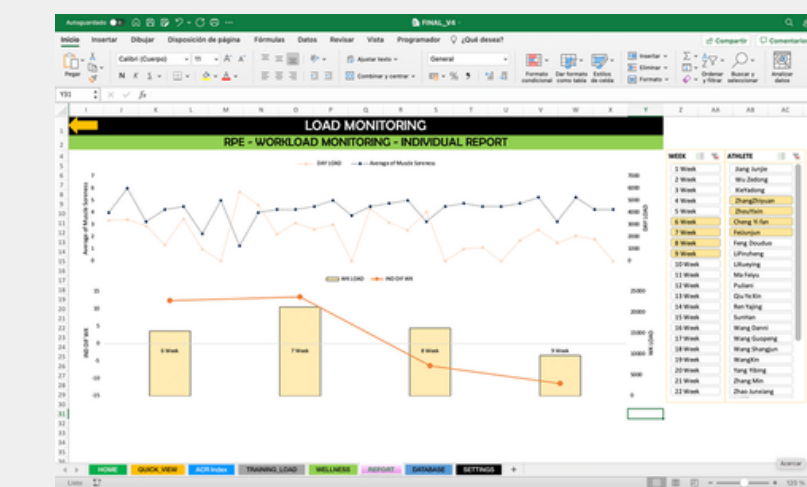 Autoguardado
FINAL_V4
Inicio Insertar Dibujar Disposición de página Fórmulas Datos Revisar Vista Programador ¿Qué desea?
Compartir Comentarios
Pegar
Calibri (Cuerpo) 11
Ajustar texto
General
Insertar
Eliminar
Formato
N K S
Combinar y centrar
Formato condicional
Dar formato como tabla
Estilos de celda
Ordenar y filtrar
Buscar y seleccionar
Analizar datos
Y31
fx
I J K L M N O P Q R S T U V W X Y Z AA AB AC
LOAD MONITORING
RPE - WORKLOAD MONITORING - INDIVIDUAL REPORT
DAY LOAD Average of Muscle Soreness
Average of Muscle Soreness
DAY LOAD
WK LOAD IND DIF WK
IND DIF WK
WK LOAD
6 Week 7 Week 8 Week 9 Week
WEEK
1 Week
2 Week
3 Week
4 Week
5 Week
6 Week
7 Week
8 Week
9 Week
10 Week
11 Week
12 Week
13 Week
14 Week
15 Week
16 Week
17 Week
18 Week
19 Week
20 Week
21 Week
22 Week
ATHLETE
Jiang Junjie
Wu Zedong
XieYadong
ZhangZhiyuan
ZhouYixin
Cheng Yi fan
FeiJunjun
Feng Douduo
LiPinzheng
LiRueying
Ma Feiyu
Puliani
Qiu Ye Xin
Ren Yajing
SunYan
Wang Danni
Wang Guopeng
Wang Shangjun
WangXin
Yang Yibing
Zhang Min
Zhao Junxiang
HOME QUICK_VIEW ACR Index TRAINING_LOAD WELLNESS REPORT DATABASE SETTINGS +
Acercar
Listo
120 %